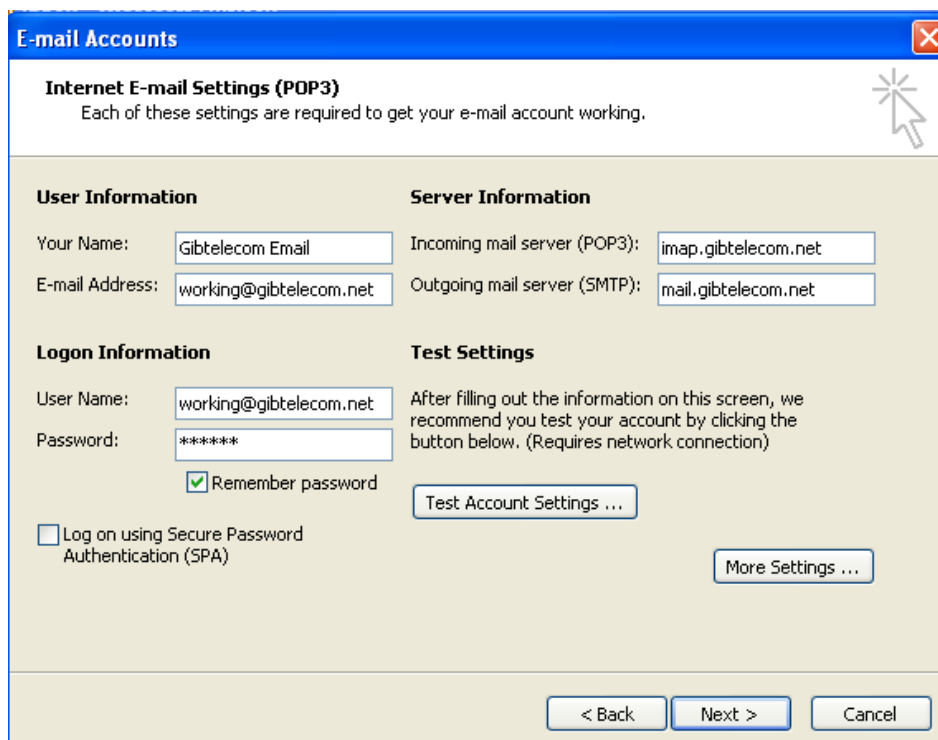 E-mail Accounts
Internet E-mail Settings (POP3)
Each of these settings are required to get your e-mail account working.
User Information
Your Name: Gibtelecom Email
E-mail Address: working@gibtelecom.net
Server Information
Incoming mail server (POP3): imap.gibtelecom.net
Outgoing mail server (SMTP): mail.gibtelecom.net
Logon Information
User Name: working@gibtelecom.net
Password: ******
Remember password
Log on using Secure Password
Authentication (SPA)
Test Settings
After filling out the information on this screen, we
recommend you test your account by clicking the
button below. (Requires network connection)
Test Account Settings ...
More Settings ...
< Back
Next >
Cancel